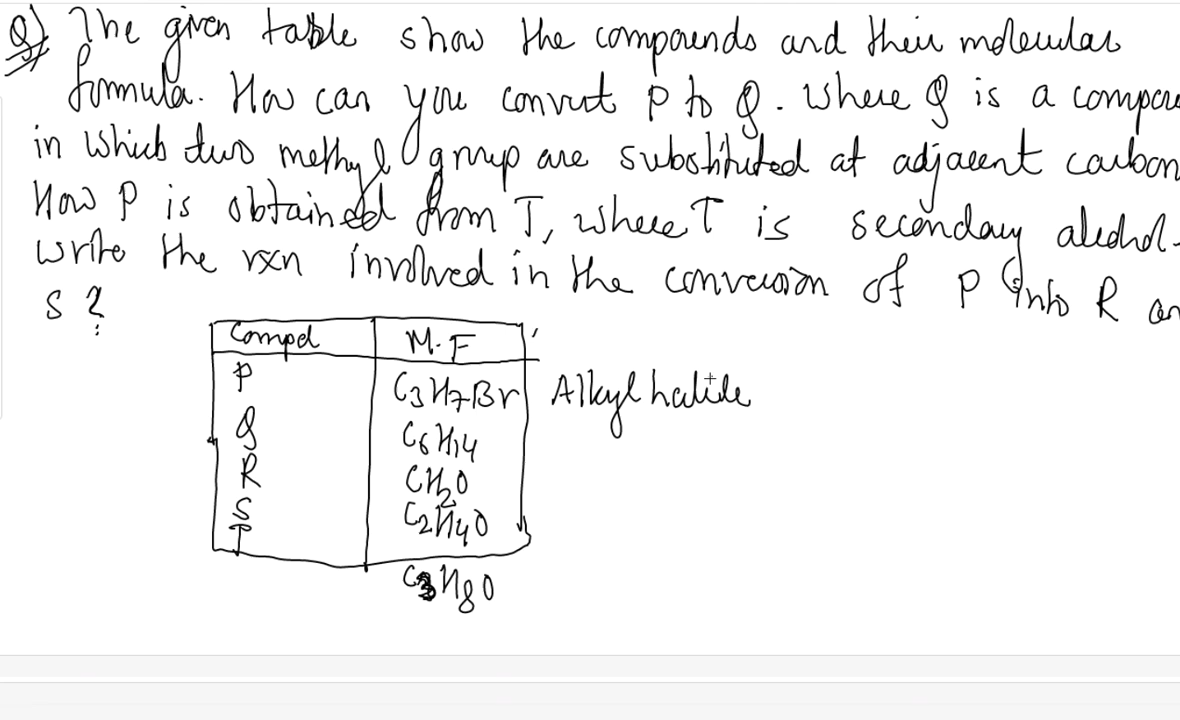 Q) The given table show the compounds and their molecular
formula. How can you convert P to Q. Where Q is a
in which two methyl group are substituted at adjacent carbon
How P is obtained from T, where T is secondary alcohol.
write the rxn involved in the conversion of P into R
S ?
Compd M.F
P C3H7Br Alkyl halide
Q C6H14
R CH2O
S C2H4O
T C3H8O